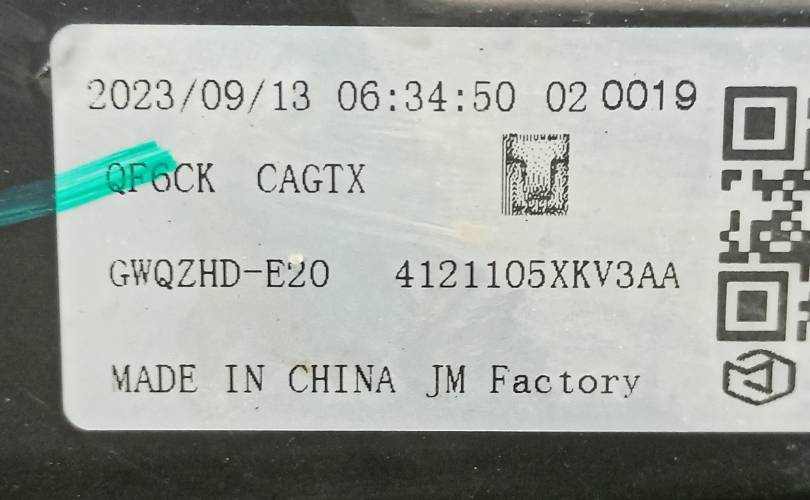 2023/09/13 06:34:50 02 0019
QF6CK CAGTX
GWQZHD-E20 4121105XKV3AA
MADE IN CHINA JM Factory